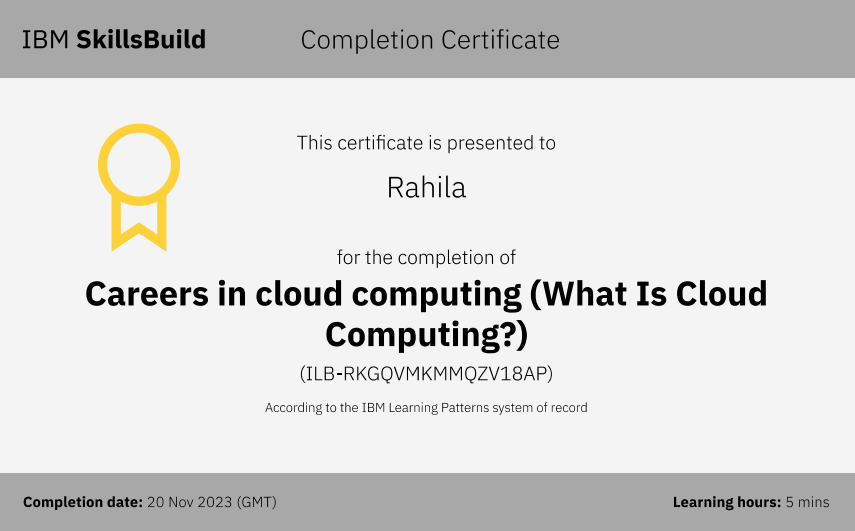 IBM SkillsBuild
Completion Certificate
This certificate is presented to
Rahila
for the completion of
Careers in cloud computing (What Is Cloud
Computing?)
(ILB-RKGQVMKMMQZV18AP)
According to the IBM Learning Patterns system of record
Completion date: 20 Nov 2023 (GMT)
Learning hours: 5 mins